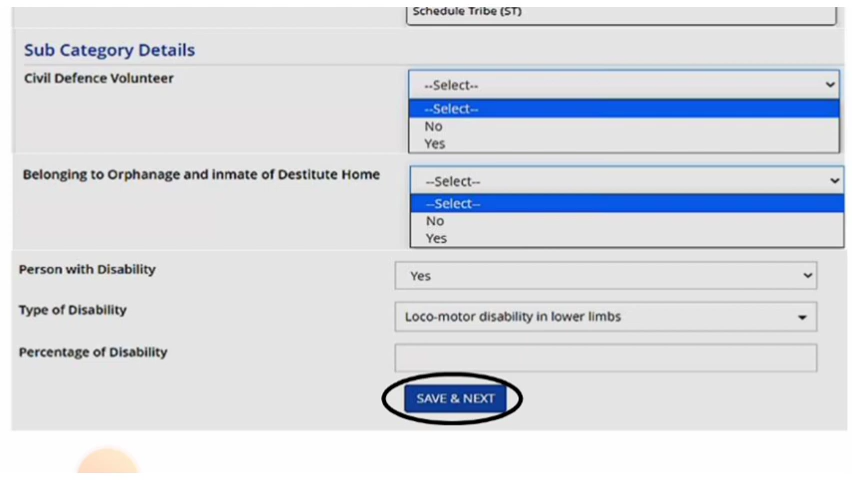 Schedule Tribe (ST)
Sub Category Details
Civil Defence Volunteer
--Select--
--Select--
No
Yes
Belonging to Orphanage and inmate of Destitute Home
--Select--
--Select--
No
Yes
Person with Disability
Yes
Type of Disability
Loco-motor disability in lower limbs
Percentage of Disability
SAVE & NEXT